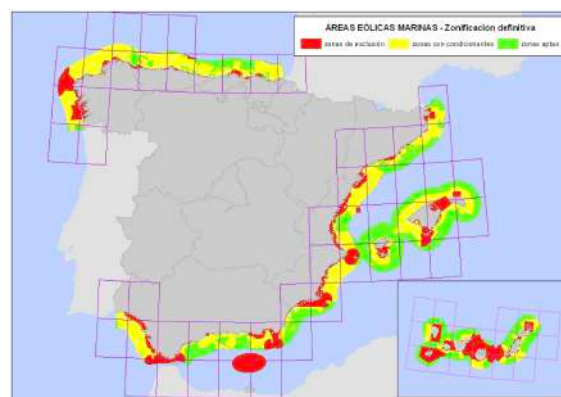 ÁREAS EÓLICAS MARINAS - Zonificación definitiva
zonas de exclusión zonas con condicionantes zonas aptas